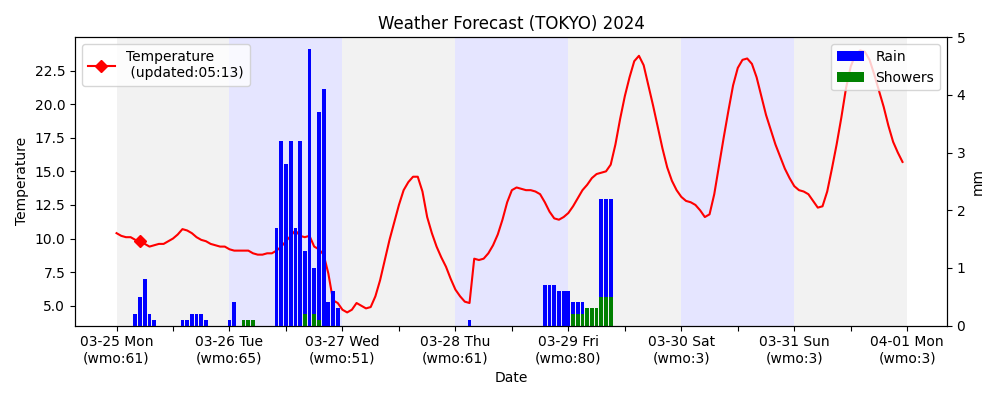 Weather Forecast (TOKYO) 2024
Temperature
(updated:05:13)
Rain
Showers
Temperature
22.5
20.0
17.5
15.0
12.5
10.0
7.5
5.0
5
4
3
2
1
0
mm
03-25 Mon
(wmo:61)
03-26 Tue
(wmo:65)
03-27 Wed
(wmo:51)
03-28 Thu
(wmo:61)
03-29 Fri
(wmo:80)
03-30 Sat
(wmo:3)
03-31 Sun
(wmo:3)
04-01 Mon
(wmo:3)
Date